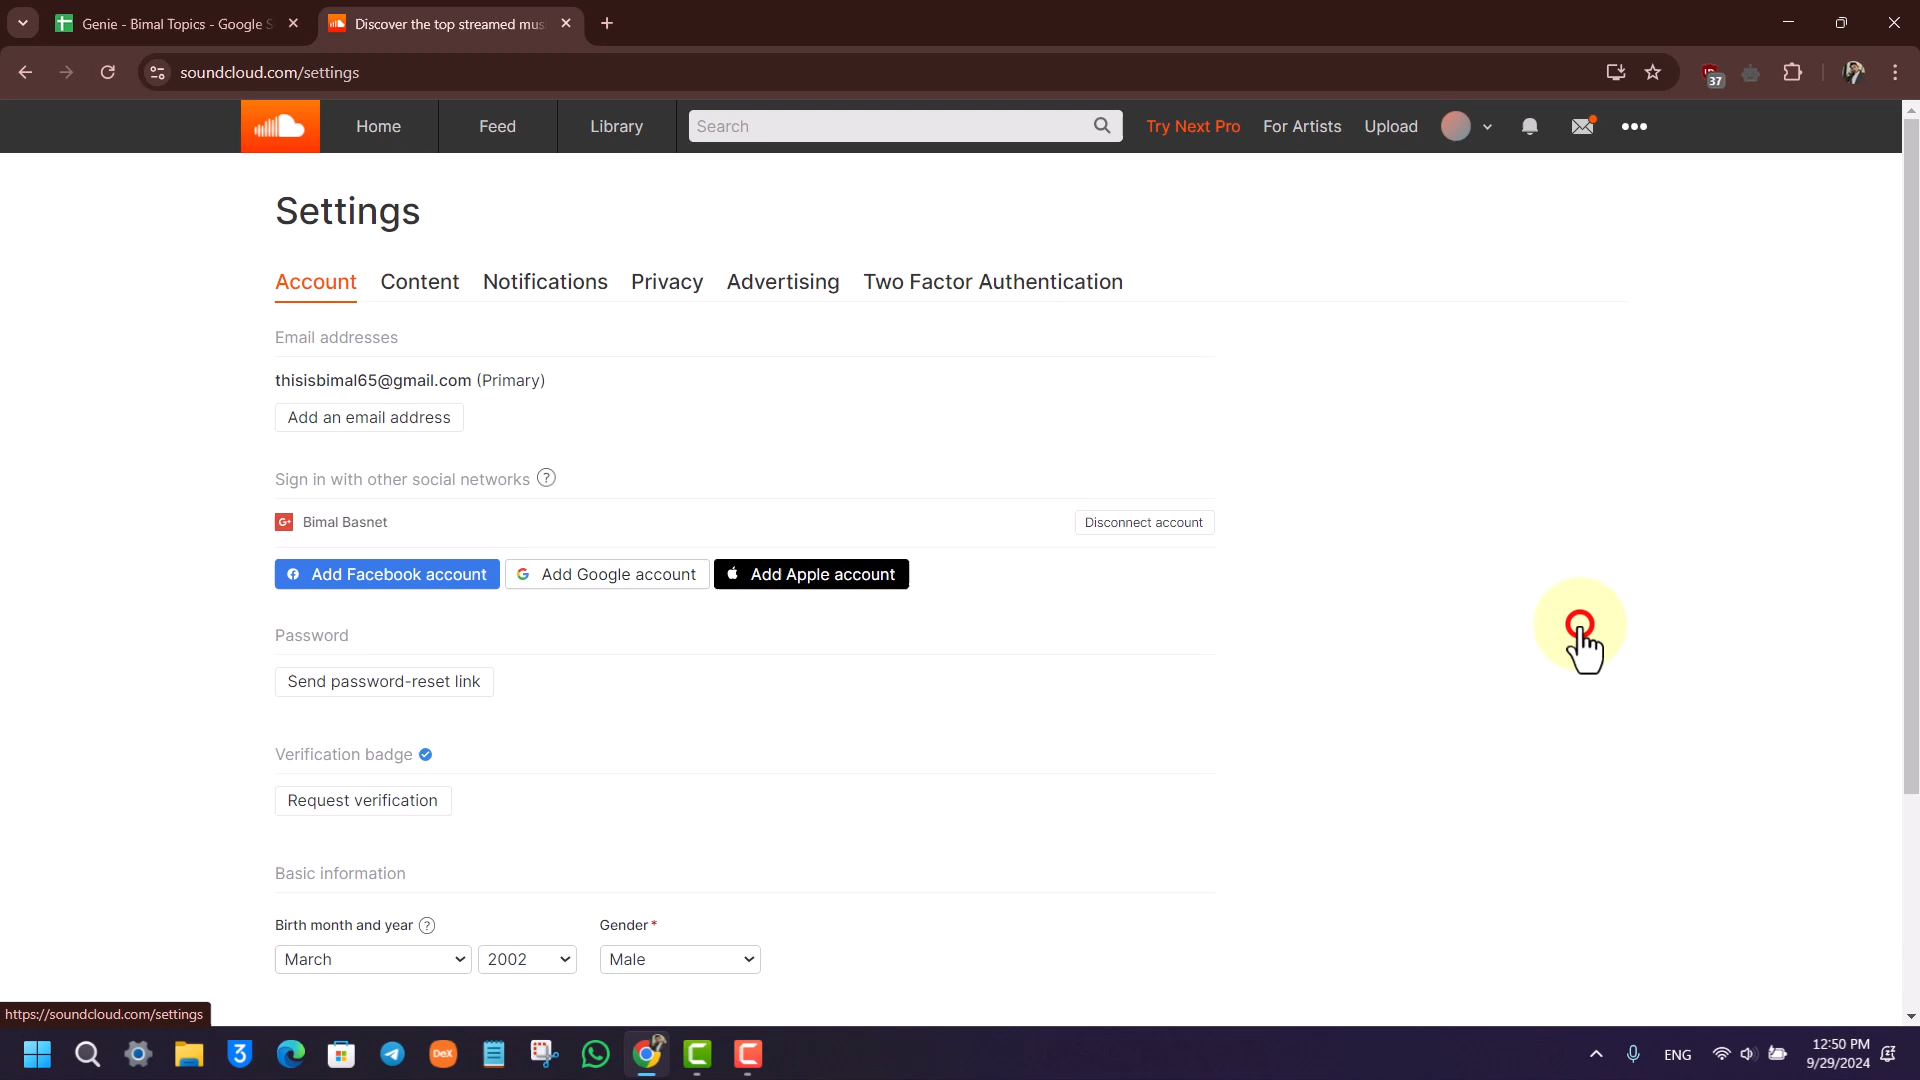 Genie - Bimal Topics - Google S
Discover the top streamed mus
soundcloud.com/settings
37
Home
Feed
Library
Search
Try Next Pro
For Artists
Upload
Settings
Account
Content
Notifications
Privacy
Advertising
Two Factor Authentication
Email addresses
thisisbimal65@gmail.com (Primary)
Add an email address
Sign in with other social networks ?
G+ Bimal Basnet
Disconnect account
Add Facebook account
G Add Google account
Add Apple account
Password
Send password-reset link
Verification badge
Request verification
Basic information
Birth month and year ?
Gender *
March
2002
Male
https://soundcloud.com/settings
3
DeX
ENG
12:50 PM
9/29/2024